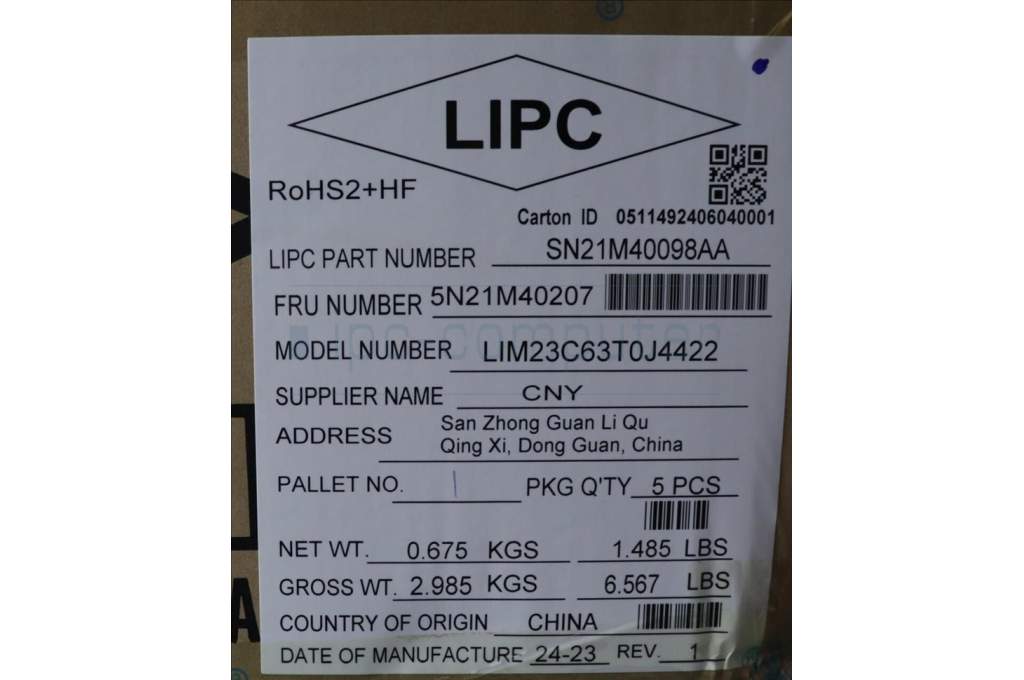 LIPC
RoHS2+HF
Carton ID 0511492406040001
LIPC PART NUMBER SN21M40098AA
FRU NUMBER 5N21M40207
ipc computer
MODEL NUMBER LIM23C63T0J4422
SUPPLIER NAME CNY
ADDRESS San Zhong Guan Li Qu
Qing Xi, Dong Guan, China
PALLET NO. 1 PKG Q'TY 5 PCS
NET WT. 0.675 KGS 1.485 LBS
GROSS WT. 2.985 KGS 6.567 LBS
COUNTRY OF ORIGIN CHINA
DATE OF MANUFACTURE 24-23 REV. 1